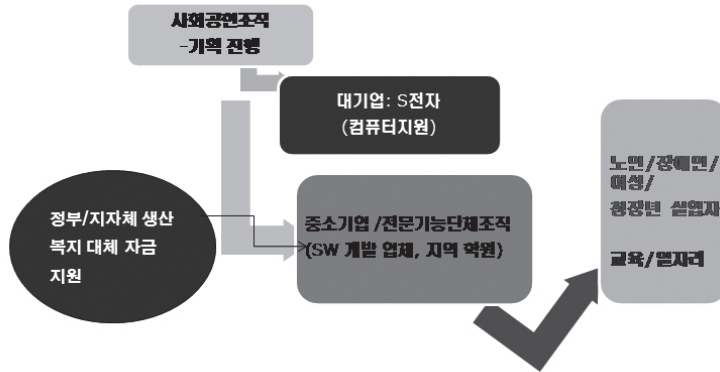 사회공헌조직
-기획 진행
대기업: S전자
(컴퓨터지원)
정부/지자체 생산
복지 대체 자금
지원
중소기업 /전문기능단체조직
(SW 개발 업체, 지역 학원)
노인/장애인/
여성/
청장년 실업자
교육/일자리